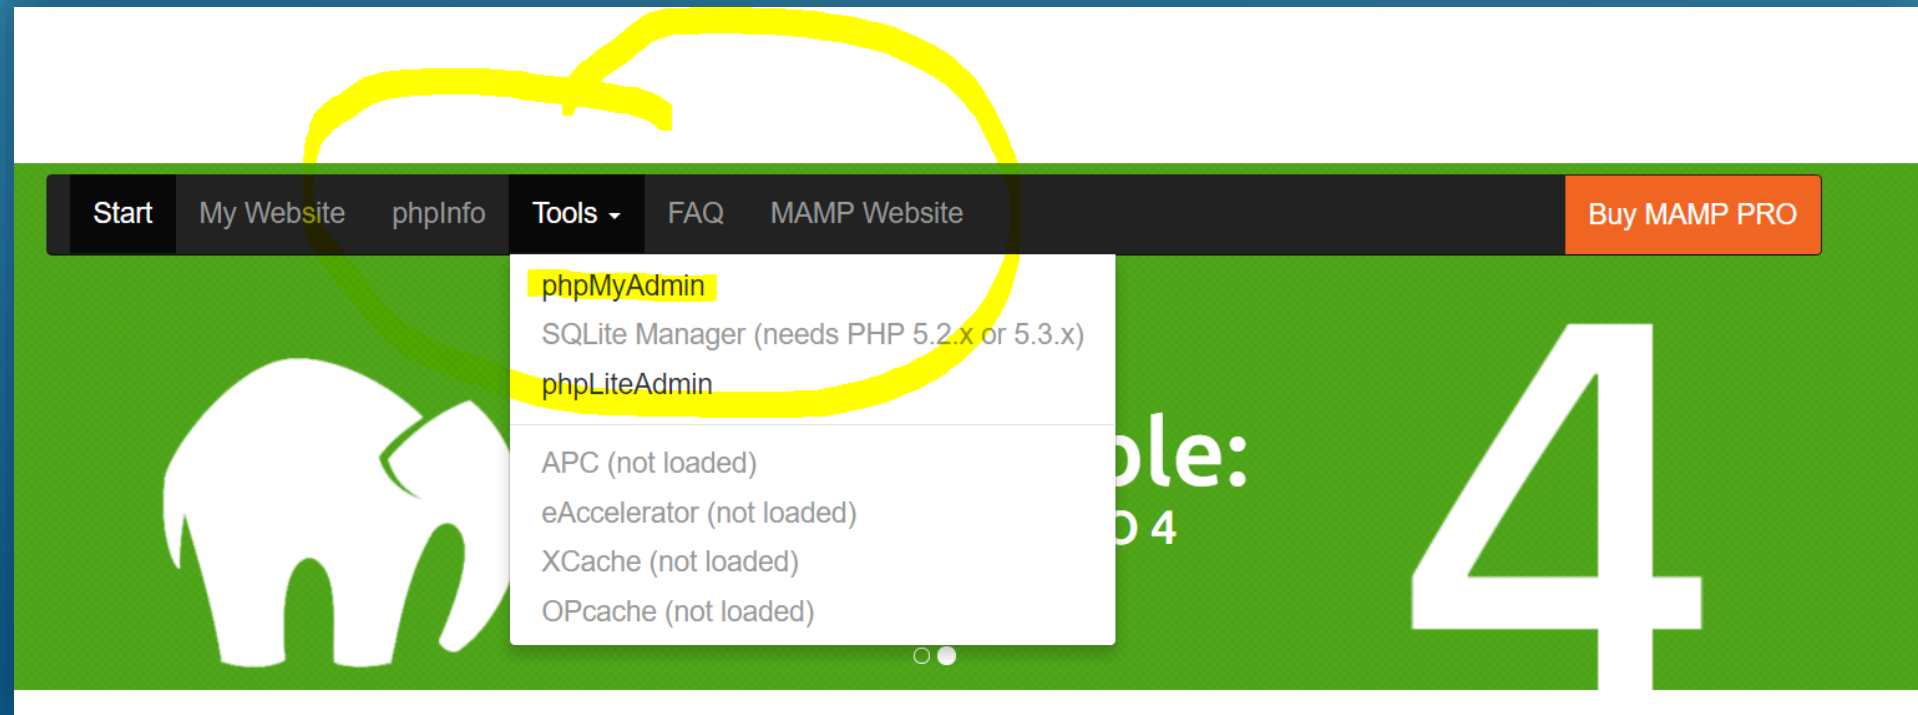 Start My Website phpInfo Tools FAQ MAMP Website Buy MAMP PRO
phpMyAdmin
SQLite Manager (needs PHP 5.2.x or 5.3.x)
phpLiteAdmin
APC (not loaded)
eAccelerator (not loaded)
XCache (not loaded)
OPcache (not loaded)
ple:
O 4
4